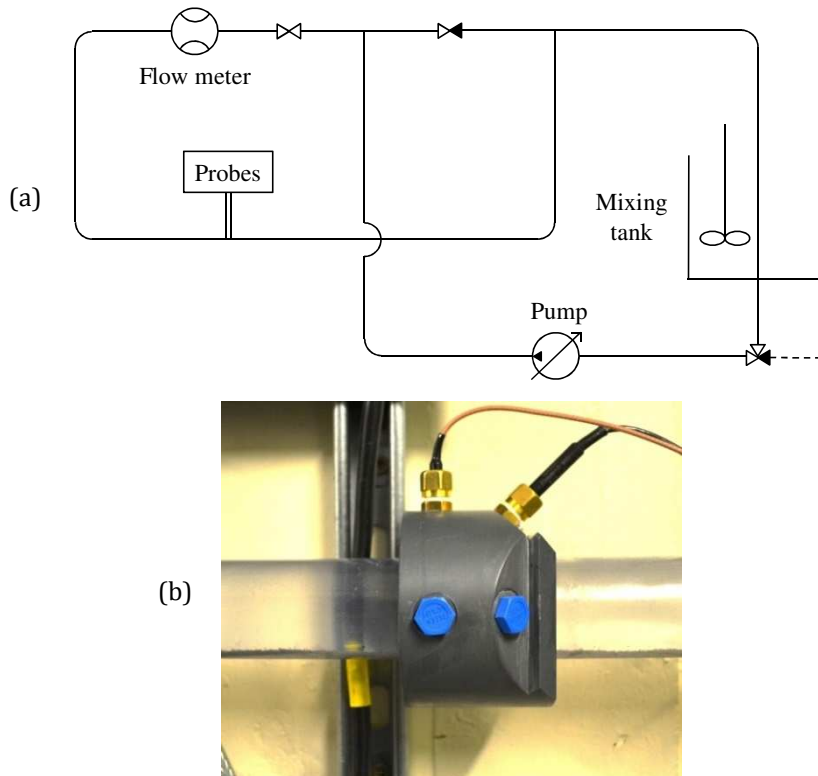 Flow meter
Probes
(a)
Mixing
tank
Pump
(b)